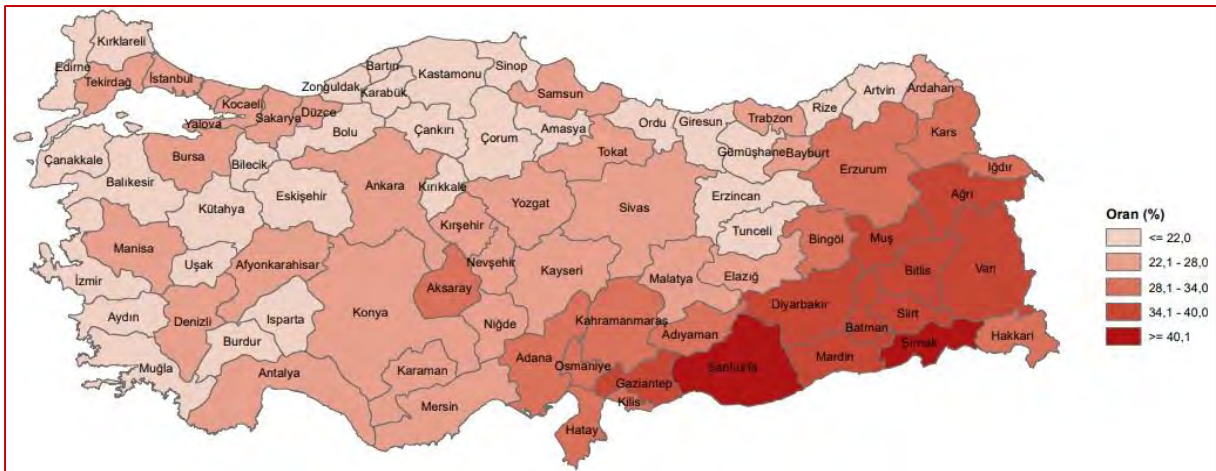 Kırklareli
Edirne
Tekirdağ
İstanbul
Kocaeli
Yalova
Sakarya
Düzce
Zonguldak
Bartın
Karabük
Kastamonu
Sinop
Samsun
Bolu
Çankırı
Çorum
Amasya
Ordu
Giresun
Trabzon
Rize
Artvin
Ardahan
Kars
Gümüşhane
Bayburt
Erzurum
Iğdır
Ağrı
Çanakkale
Balıkesir
Bursa
Bilecik
Kütahya
Eskişehir
Ankara
Kırıkkale
Yozgat
Tokat
Sivas
Erzincan
Tunceli
Bingöl
Muş
Bitlis
Van
Manisa
Uşak
Afyonkarahisar
Kırşehir
Nevşehir
Aksaray
Kayseri
Malatya
Elazığ
Diyarbakır
Batman
Siirt
Şırnak
Hakkari
İzmir
Aydın
Denizli
Isparta
Burdur
Konya
Niğde
Kahramanmaraş
Adıyaman
Şanlıurfa
Mardin
Muğla
Antalya
Karaman
Mersin
Adana
Osmaniye
Gaziantep
Kilis
Hatay
Oran (%)
<= 22,0
22,1 - 28,0
28,1 - 34,0
34,1 - 40,0
>= 40,1